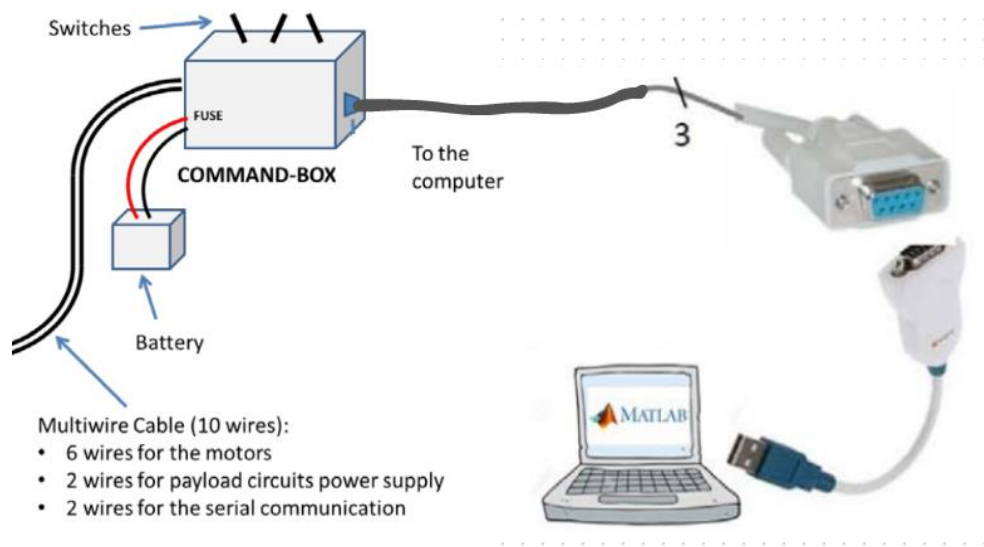 Switches
FUSE
COMMAND-BOX
To the
computer
3
Battery
MATLAB
Multiwire Cable (10 wires):
• 6 wires for the motors
• 2 wires for payload circuits power supply
• 2 wires for the serial communication